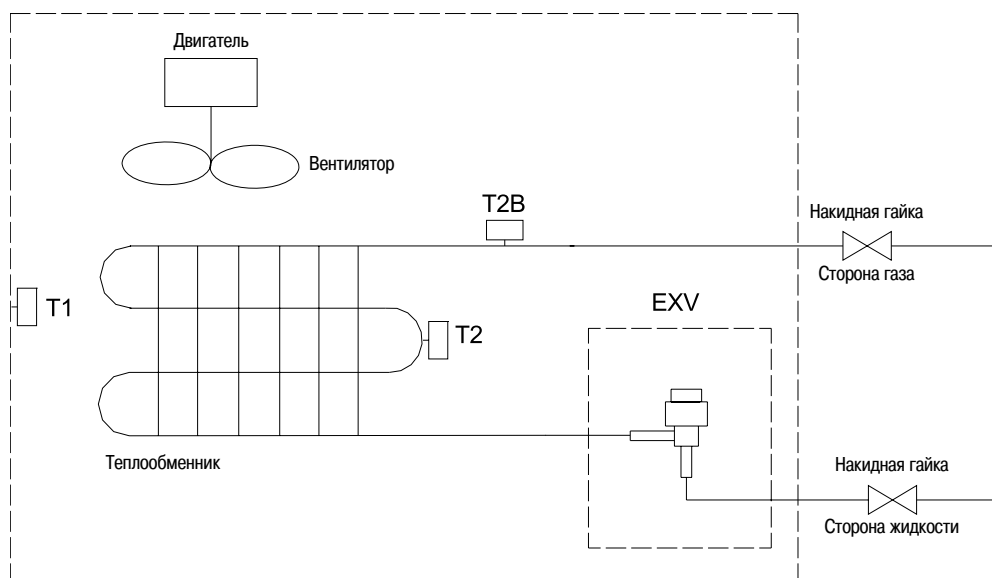 Двигатель
Вентилятор
T2B
Накидная гайка
Сторона газа
T1
EXV
T2
Теплообменник
Накидная гайка
Сторона жидкости